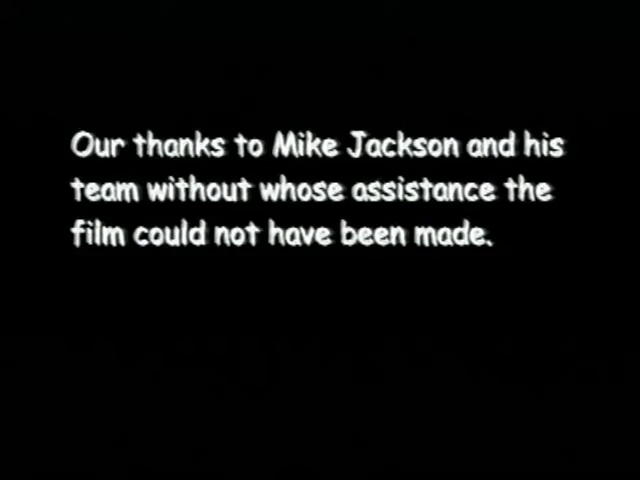 Our thanks to Mike Jackson and his
team without whose assistance the
film could not have been made.